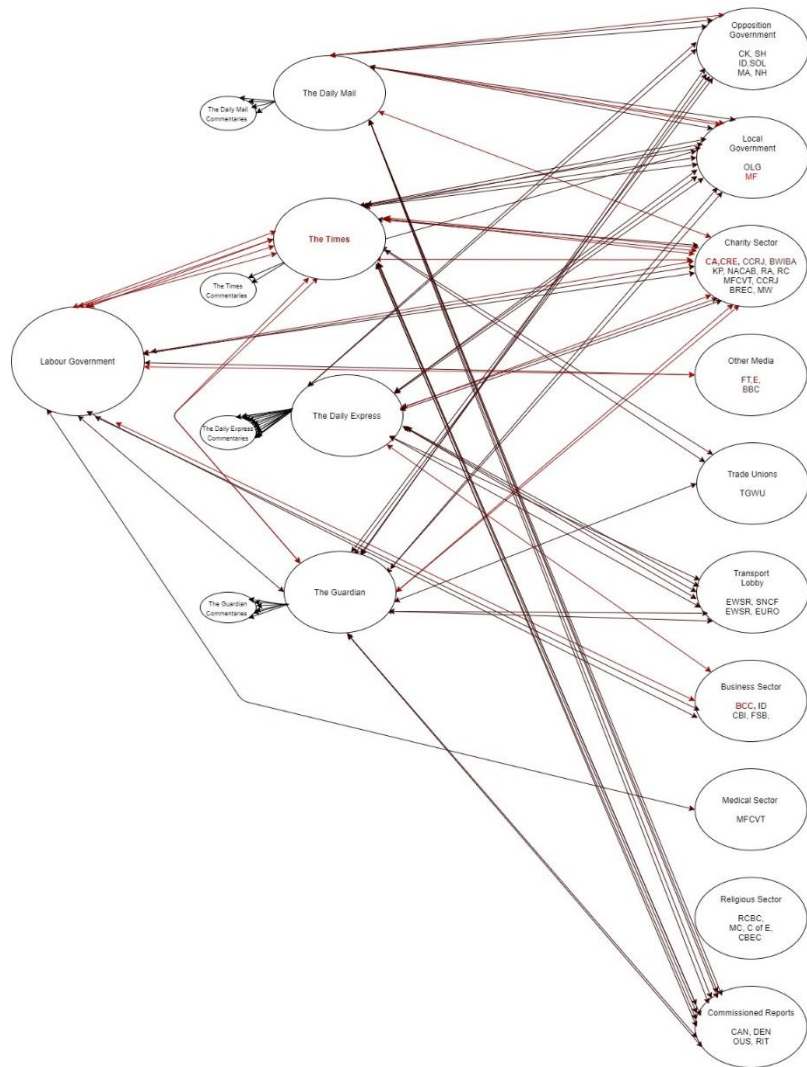 Opposition
Government
CK, SH
ID,SOL
MA, NH
The Daily Mail
The Daily Mail
Commentaries
Local
Government
OLG
MF
The Times
The Times
Commentaries
Charity Sector
CA,CRE, CCRJ, BWIBA
KP, NACAB, RA, RC
MFCVT, CCRJ
BREC, MW
Labour Government
Other Media
FT,E,
BBC
The Daily Express
The Daily Express
Commentaries
Trade Unions
TGWU
The Guardian
The Guardian
Commentaries
Transport
Lobby
EWSR, SNCF
EWSR, EURO
Business Sector
BCC, ID
CBI, FSB,
Medical Sector
MFCVT
Religious Sector
RCBC,
MC, C of E,
CBEC
Commissioned Reports
CAN, DEN
OUS, RIT